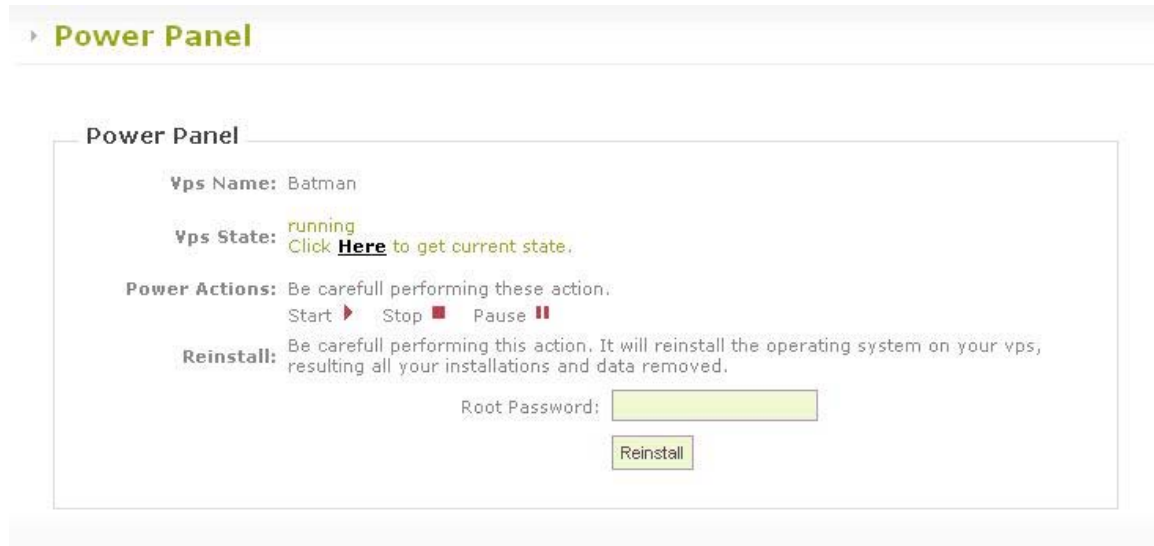 Power Panel
Power Panel
Vps Name: Batman
Vps State: running
Click Here to get current state.
Power Actions: Be carefull performing these action.
Start Stop Pause
Reinstall: Be carefull performing this action. It will reinstall the operating system on your vps,
resulting all your installations and data removed.
Root Password:
Reinstall